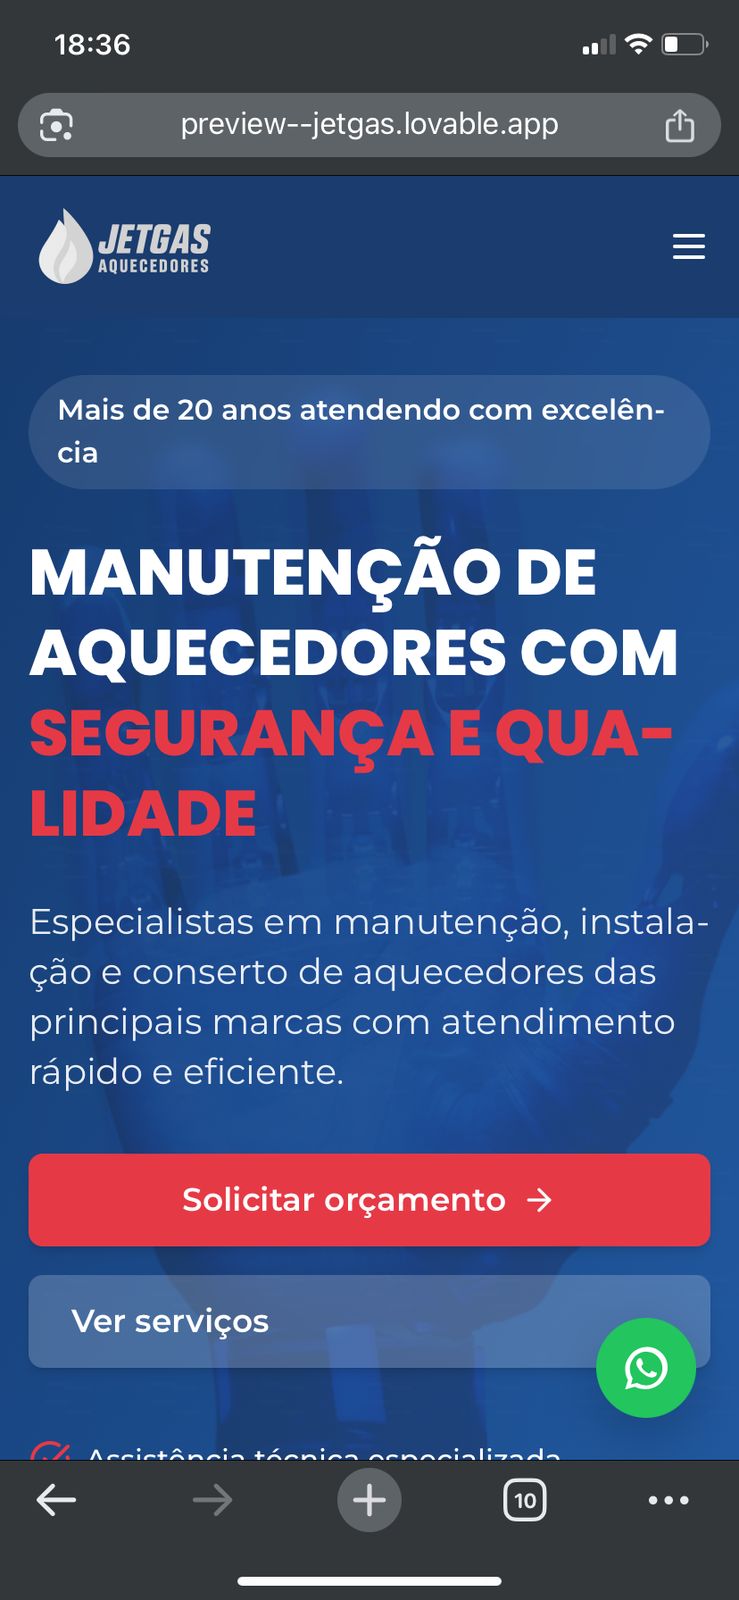 18:36
preview--jetgas.lovable.app
JETGAS
AQUECEDORES
Mais de 20 anos atendendo com excelên-
cia
MANUTENÇÃO DE
AQUECEDORES COM
SEGURANÇA E QUA-
LIDADE
Especialistas em manutenção, instala-
ção e conserto de aquecedores das
principais marcas com atendimento
rápido e eficiente.
Solicitar orçamento →
Ver serviços
Assistência técnica especializada
10